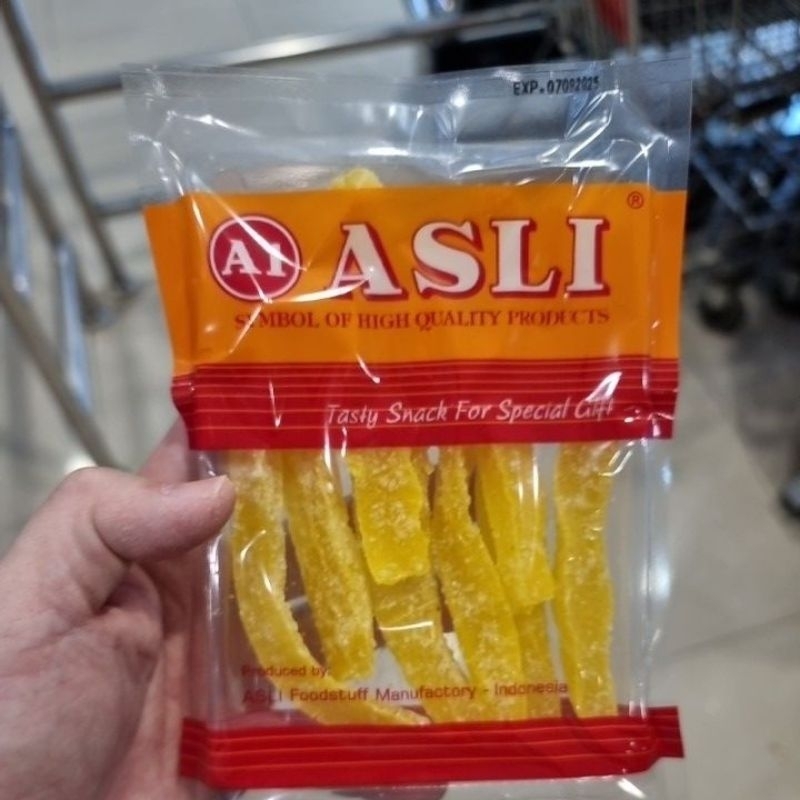 EXP. 07092025
AI ASLI ®
SYMBOL OF HIGH QUALITY PRODUCTS
Tasty Snack For Special Gift
Produced by:
ASLI Foodstuff Manufactory - Indonesia